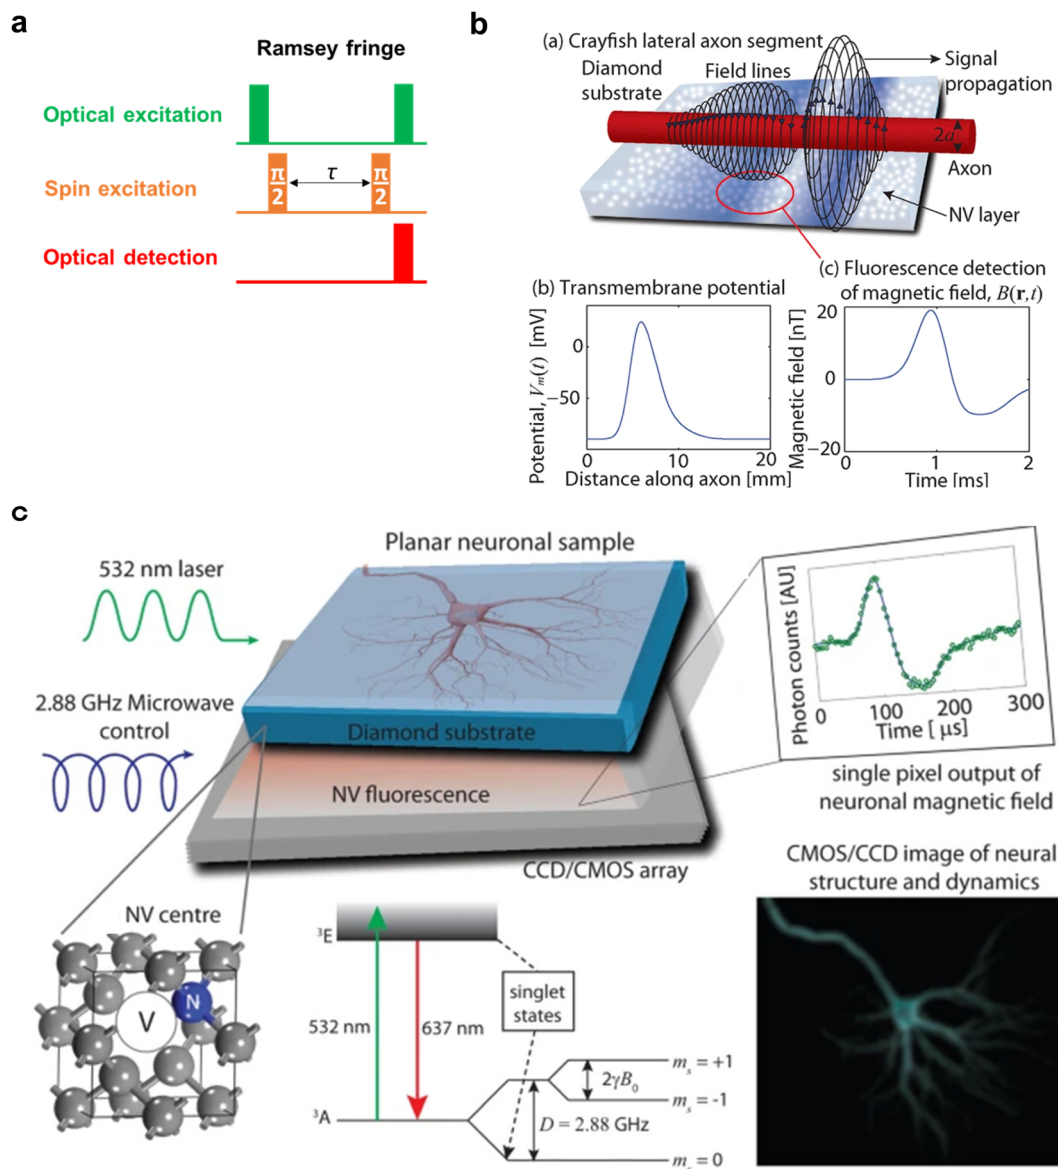 a
Ramsey fringe
Optical excitation
Spin excitation
π/2
τ
π/2
Optical detection
b
(a) Crayfish lateral axon segment
Diamond
substrate
Field lines
Signal
propagation
2a
Axon
NV layer
(b) Transmembrane potential
Potential, Vm(t) [mV]
0
−50
0
10
20
Distance along axon [mm]
(c) Fluorescence detection
of magnetic field, B(r,t)
Magnetic field [nT]
20
0
−20
0
1
2
Time [ms]
c
532 nm laser
2.88 GHz Microwave
control
Planar neuronal sample
Diamond substrate
NV fluorescence
CCD/CMOS array
Photon counts [AU]
0
100
200
300
Time [ μs]
single pixel output of
neuronal magnetic field
NV centre
V
N
³E
532 nm
637 nm
singlet
states
³A
2γB₀
D = 2.88 GHz
mₛ = +1
mₛ = -1
mₛ = 0
CMOS/CCD image of neural
structure and dynamics